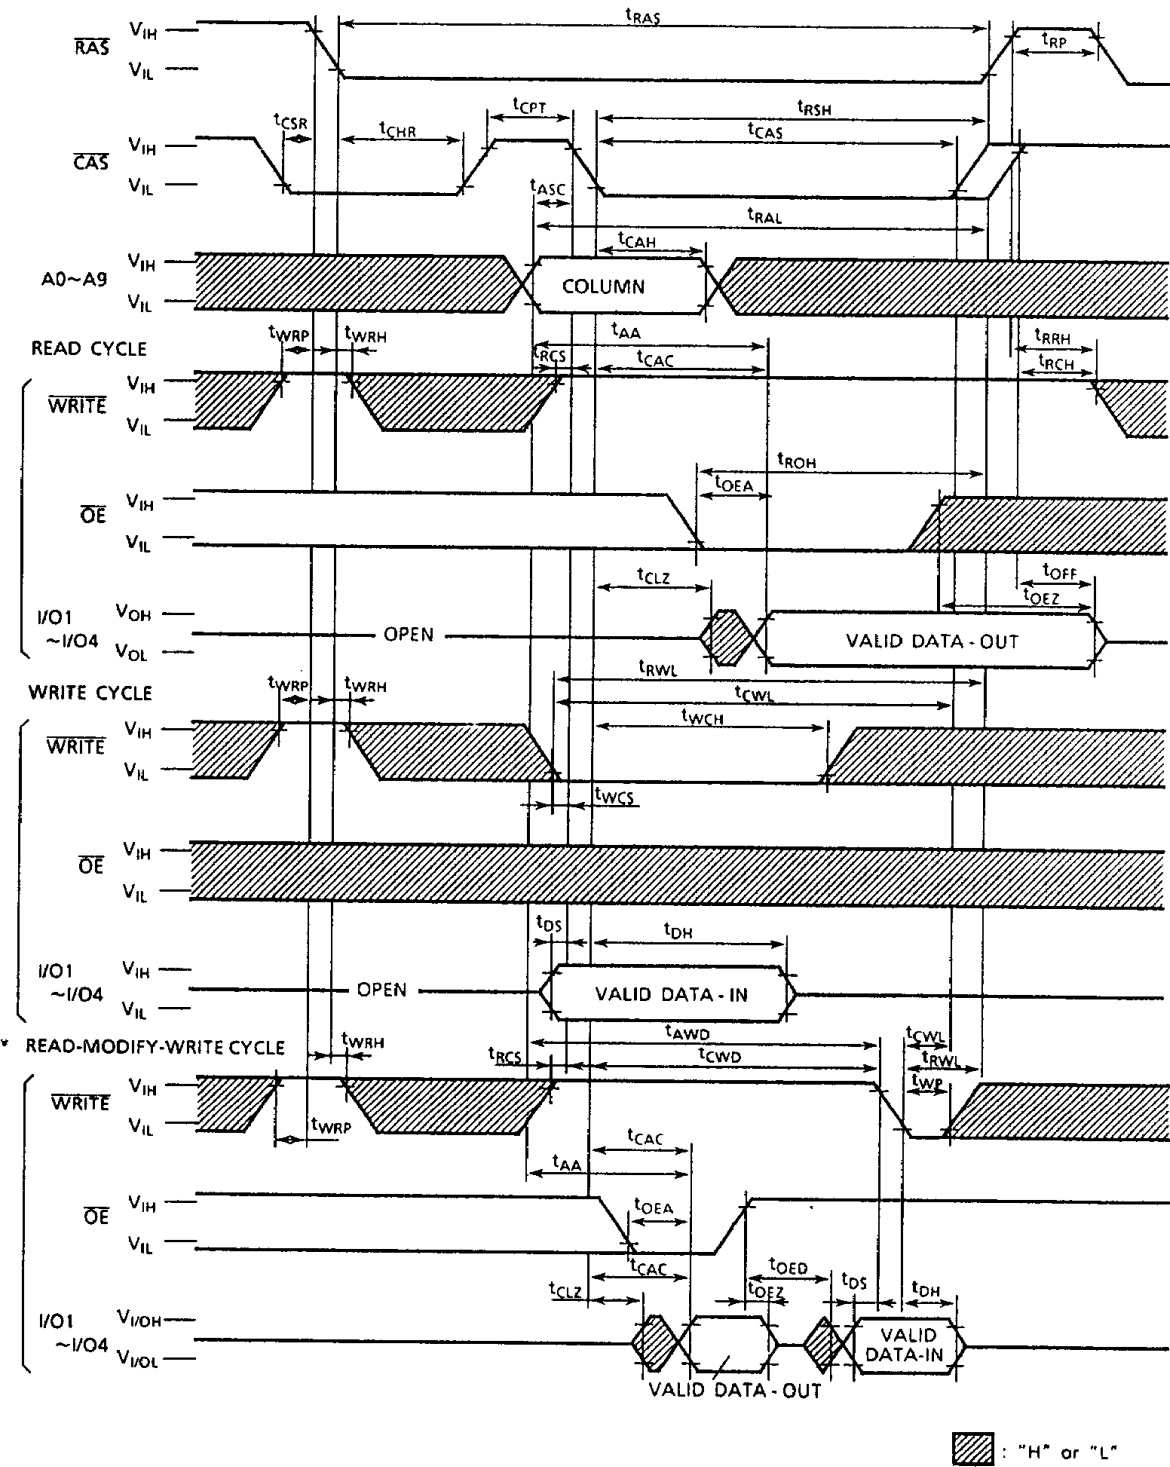 tRAS
RAS VIH
VIL
tRP
tCSR tCHR tCPT tRSH
tCAS
CAS VIH
VIL
tASC
tRAL
tCAH
A0~A9 VIH
VIL
COLUMN
READ CYCLE
tWRP tWRH tAA
tRCS tCAC
tRRH
tRCH
WRITE VIH
VIL
tROH
tOEA
OE VIH
VIL
tCLZ tOFF
tOEZ
I/O1
~I/O4
VOH
VOL
OPEN
VALID DATA-OUT
WRITE CYCLE
tWRP tWRH tRWL
tCWL
tWCH
WRITE VIH
VIL
tWCS
OE VIH
VIL
tDS tDH
I/O1
~I/O4
VIH
VIL
OPEN
VALID DATA-IN
* READ-MODIFY-WRITE CYCLE
tWRH tAWD tCWL
tRCS tCWD tRWL
tWP
WRITE VIH
VIL
tWRP
tCAC
tAA
tOEA
OE VIH
VIL
tCAC tOED
tCLZ tOEZ tDS tDH
I/O1
~I/O4
VI/OH
VI/OL
VALID
DATA-IN
VALID DATA-OUT
: "H" or "L"